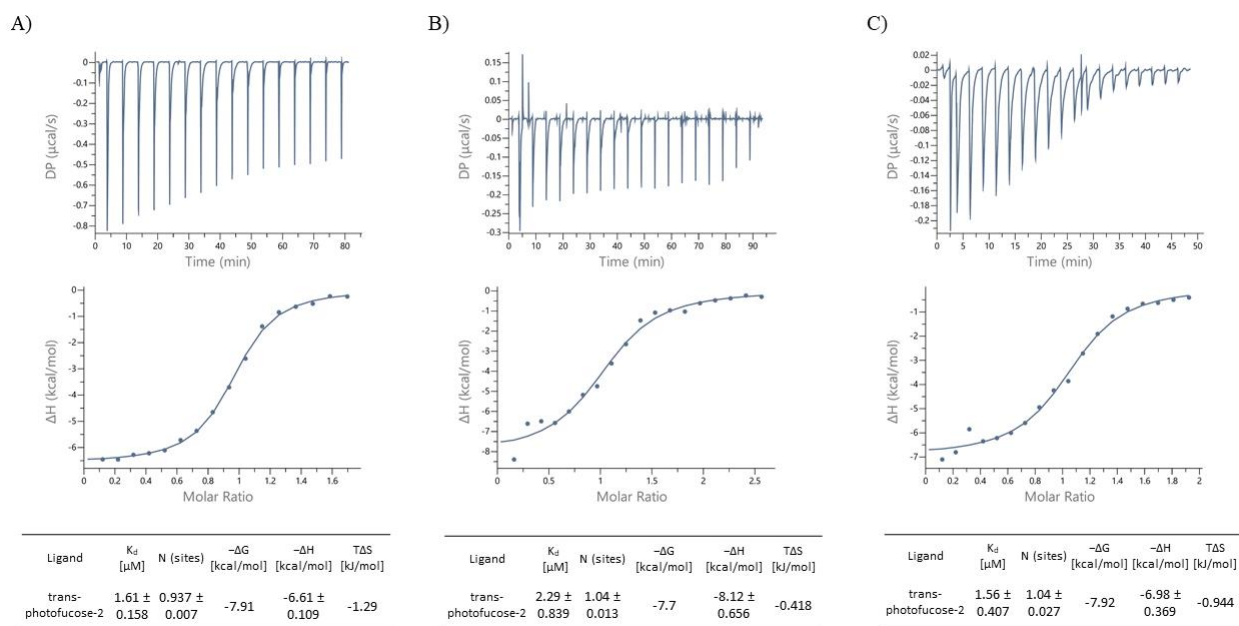 A)
0
-0.1
-0.2
-0.3
-0.4
-0.5
-0.6
-0.7
-0.8
DP (µcal/s)
0 10 20 30 40 50 60 70 80
Time (min)
0
-1
-2
-3
-4
-5
-6
ΔH (kcal/mol)
0 0.2 0.4 0.6 0.8 1 1.2 1.4 1.6
Molar Ratio
Ligand Kd [µM] N (sites) −ΔG [kcal/mol] −ΔH [kcal/mol] TΔS [kJ/mol]
trans-photofucose-2 1.61 ± 0.158 0.937 ± 0.007 -7.91 -6.61 ± 0.109 -1.29
B)
0.15
0.1
0.05
0
-0.05
-0.1
-0.15
-0.2
-0.25
-0.3
DP (µcal/s)
0 10 20 30 40 50 60 70 80 90
Time (min)
0
-1
-2
-3
-4
-5
-6
-7
-8
ΔH (kcal/mol)
0 0.5 1 1.5 2 2.5
Molar Ratio
Ligand Kd [µM] N (sites) −ΔG [kcal/mol] −ΔH [kcal/mol] TΔS [kJ/mol]
trans-photofucose-2 2.29 ± 0.839 1.04 ± 0.013 -7.7 -8.12 ± 0.656 -0.418
C)
0.02
0
-0.02
-0.04
-0.06
-0.08
-0.1
-0.12
-0.14
-0.16
-0.18
-0.2
DP (µcal/s)
0 5 10 15 20 25 30 35 40 45 50
Time (min)
-1
-2
-3
-4
-5
-6
-7
ΔH (kcal/mol)
0 0.2 0.4 0.6 0.8 1 1.2 1.4 1.6 1.8 2
Molar Ratio
Ligand Kd [µM] N (sites) −ΔG [kcal/mol] −ΔH [kcal/mol] TΔS [kJ/mol]
trans-photofucose-2 1.56 ± 0.407 1.04 ± 0.027 -7.92 -6.98 ± 0.369 -0.944